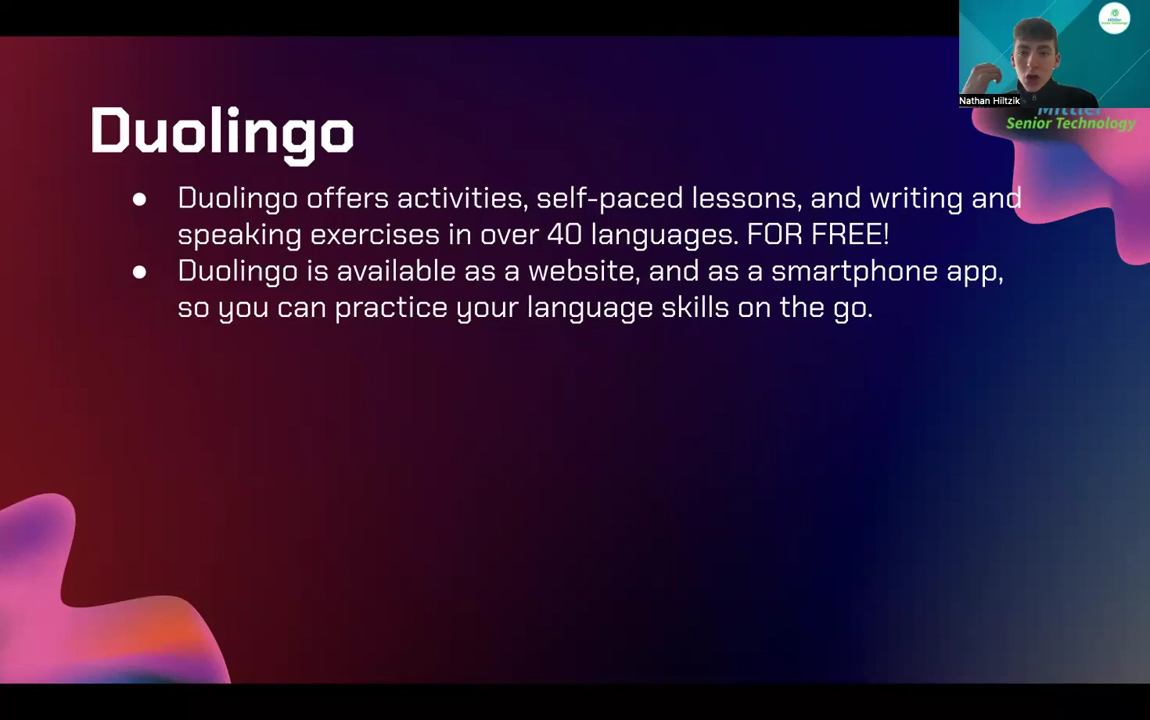 Duolingo
● Duolingo offers activities, self-paced lessons, and writing and
speaking exercises in over 40 languages. FOR FREE!
● Duolingo is available as a website, and as a smartphone app,
so you can practice your language skills on the go.
Nathan Hiltzik
Senior Technology